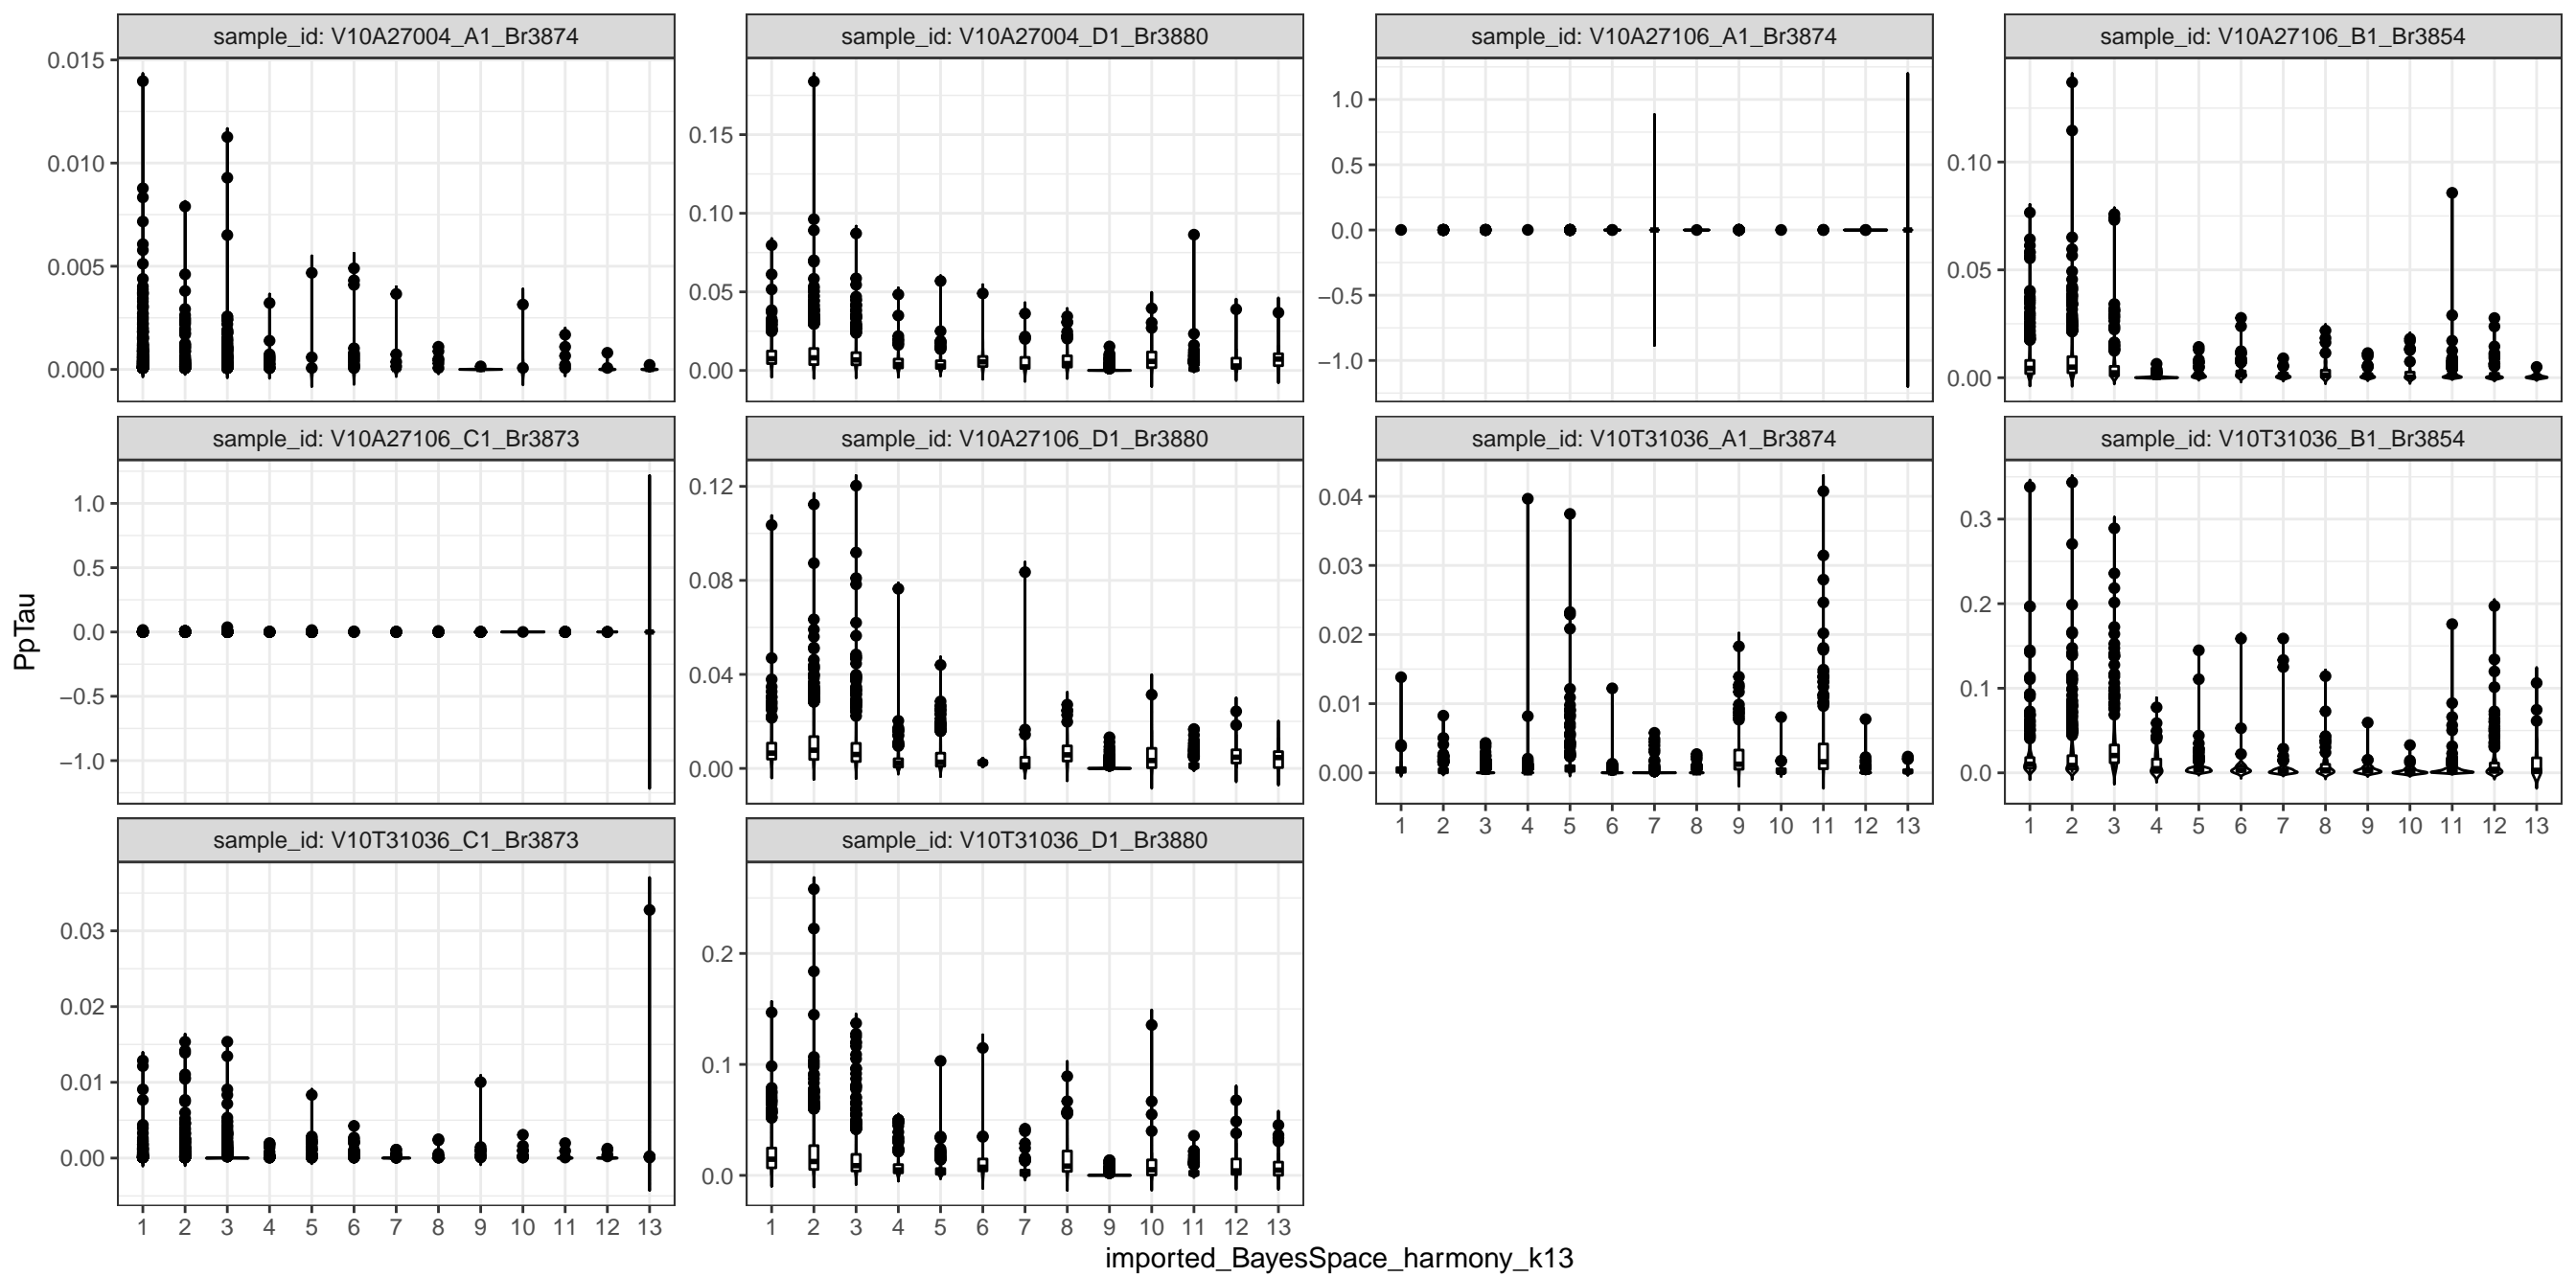 sample_id: V10A27004_A1_Br3874
sample_id: V10A27004_D1_Br3880
sample_id: V10A27106_A1_Br3874
sample_id: V10A27106_B1_Br3854
0.015
0.010
0.005
0.000
0.15
0.10
0.05
0.00
1.0
0.5
0.0
−0.5
−1.0
0.10
0.05
0.00
sample_id: V10A27106_C1_Br3873
sample_id: V10A27106_D1_Br3880
sample_id: V10T31036_A1_Br3874
sample_id: V10T31036_B1_Br3854
1.0
0.5
0.0
−0.5
−1.0
0.12
0.08
0.04
0.00
0.04
0.03
0.02
0.01
0.00
0.3
0.2
0.1
0.0
1 2 3 4 5 6 7 8 9 10 11 12 13
1 2 3 4 5 6 7 8 9 10 11 12 13
sample_id: V10T31036_C1_Br3873
sample_id: V10T31036_D1_Br3880
0.03
0.02
0.01
0.00
0.2
0.1
0.0
1 2 3 4 5 6 7 8 9 10 11 12 13
1 2 3 4 5 6 7 8 9 10 11 12 13
PpTau
imported_BayesSpace_harmony_k13